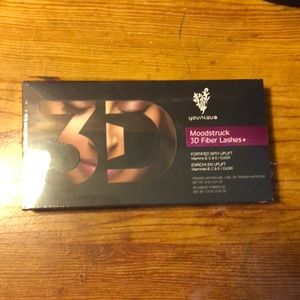 3D
younique
Moodstruck
3D Fiber Lashes+
FORTIFIED WITH UPLIFT
Vitamins B, C & E / CoQ10
ENRICHI EN UPLIFT
Vitamines B, C & E / CoQ10